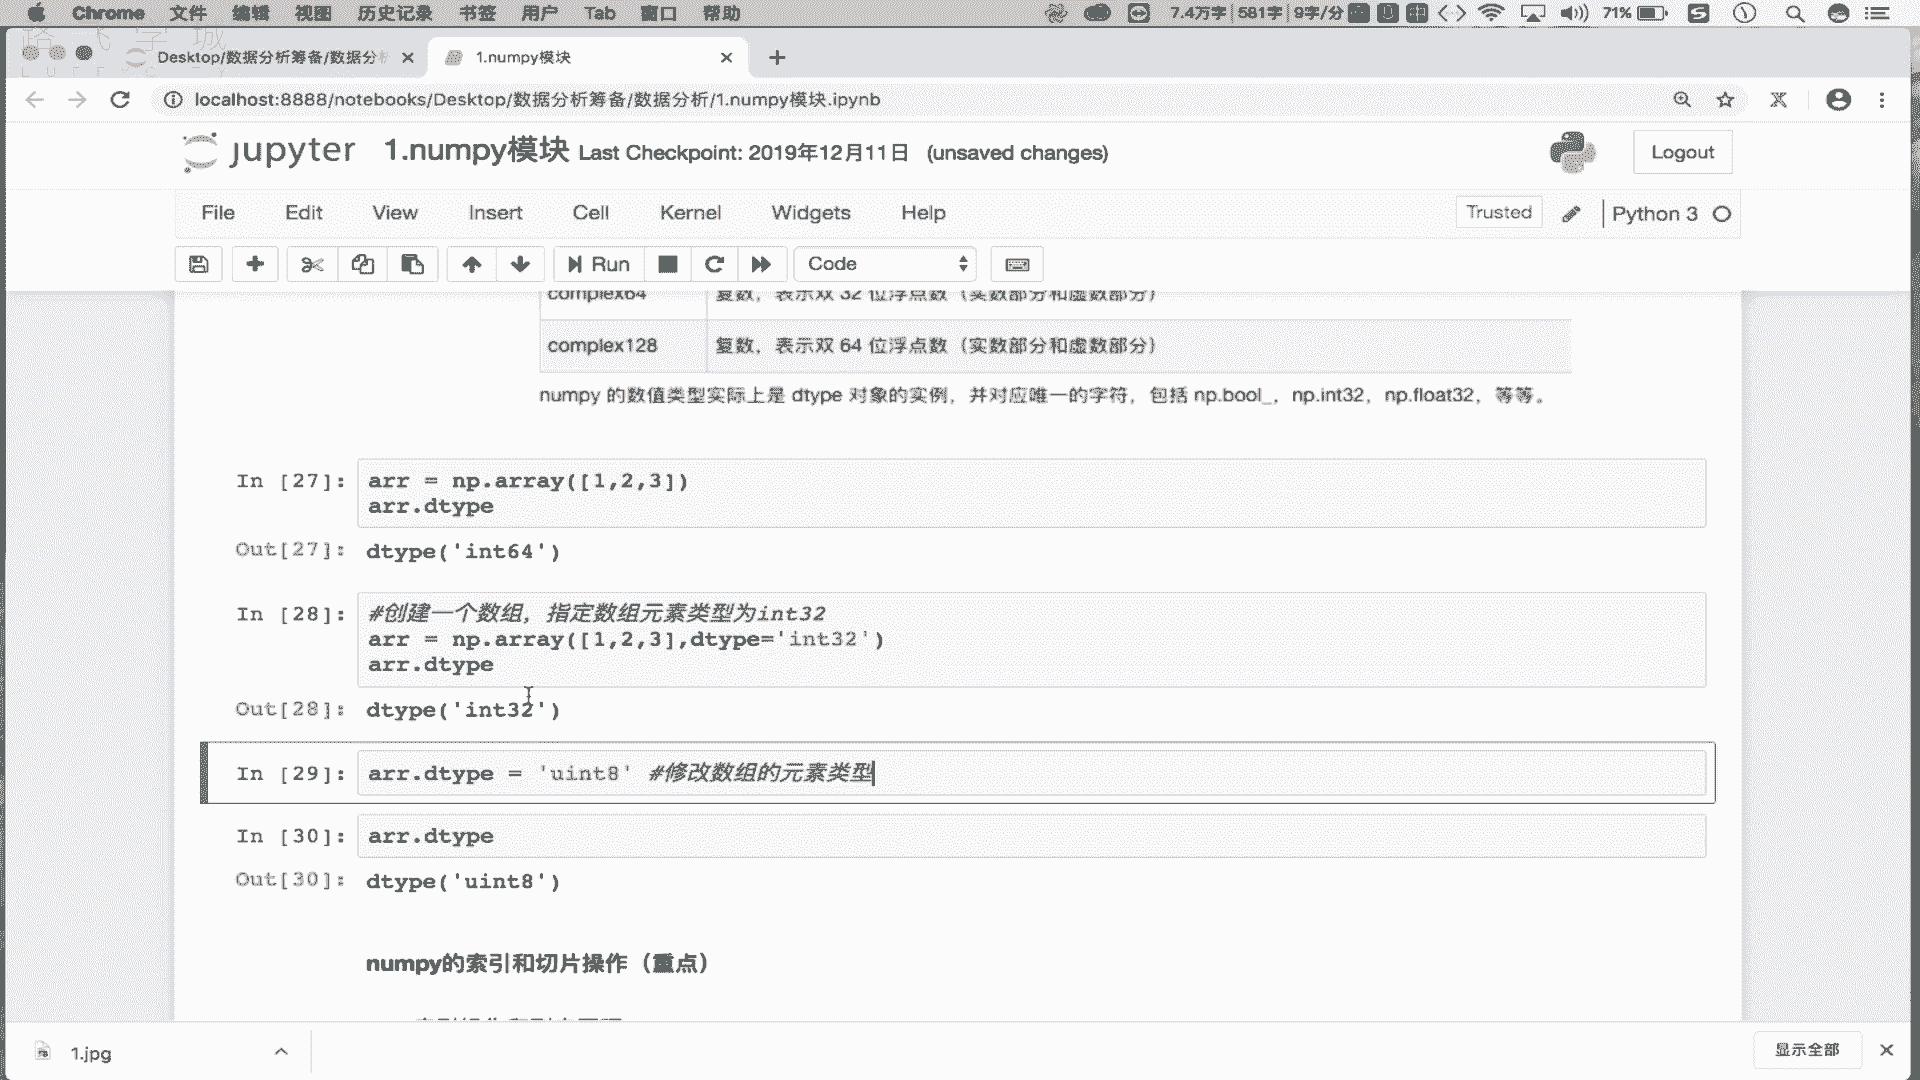 Chrome 文件 编辑 视图 历史记录 书签 用户 Tab 窗口 帮助 7.4万字 581字 9字/分 71%
Desktop/数据分析筹备/数据分析 1.numpy模块
localhost:8888/notebooks/Desktop/数据分析筹备/数据分析/1.numpy模块.ipynb
jupyter 1.numpy模块 Last Checkpoint: 2019年12月11日 (unsaved changes) Logout
File Edit View Insert Cell Kernel Widgets Help Trusted Python 3
Run Code
complex64 复数，表示双 32 位浮点数（实数部分和虚数部分）
complex128 复数，表示双 64 位浮点数（实数部分和虚数部分）
numpy 的数值类型实际上是 dtype 对象的实例，并对应唯一的字符，包括 np.bool_，np.int32，np.float32，等等。
In [27]: arr = np.array([1,2,3])
arr.dtype
Out[27]: dtype('int64')
In [28]: #创建一个数组，指定数组元素类型为int32
arr = np.array([1,2,3],dtype='int32')
arr.dtype
Out[28]: dtype('int32')
In [29]: arr.dtype = 'uint8' #修改数组的元素类型
In [30]: arr.dtype
Out[30]: dtype('uint8')
numpy的索引和切片操作（重点）
1.jpg 显示全部